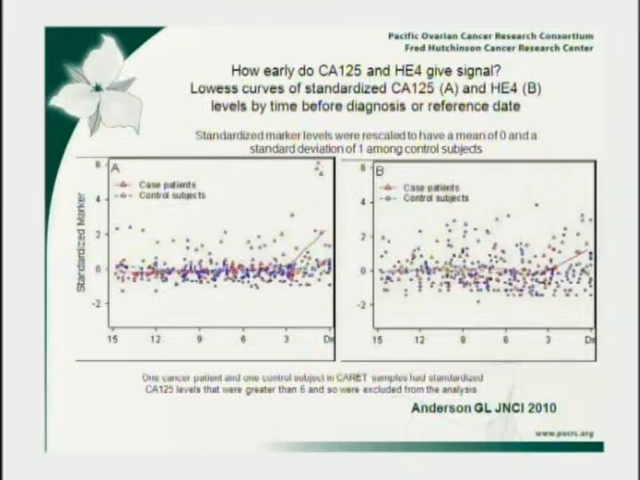 Pacific Ovarian Cancer Research Consortium
Fred Hutchinson Cancer Research Center
How early do CA125 and HE4 give signal?
Lowess curves of standardized CA125 (A) and HE4 (B)
levels by time before diagnosis or reference date
Standardized marker levels were rescaled to have a mean of 0 and a
standard deviation of 1 among control subjects
A
Case patients
Control subjects
Standardized Marker
6
4
2
0
-2
15 12 9 6 3 Dx
B
Case patients
Control subjects
6
4
2
0
-2
15 12 9 6 3
One cancer patient and one control subject in CARET samples had standardized
CA125 levels that were greater than 6 and so were excluded from the analysis
Anderson GL JNCI 2010
www.pocrc.org